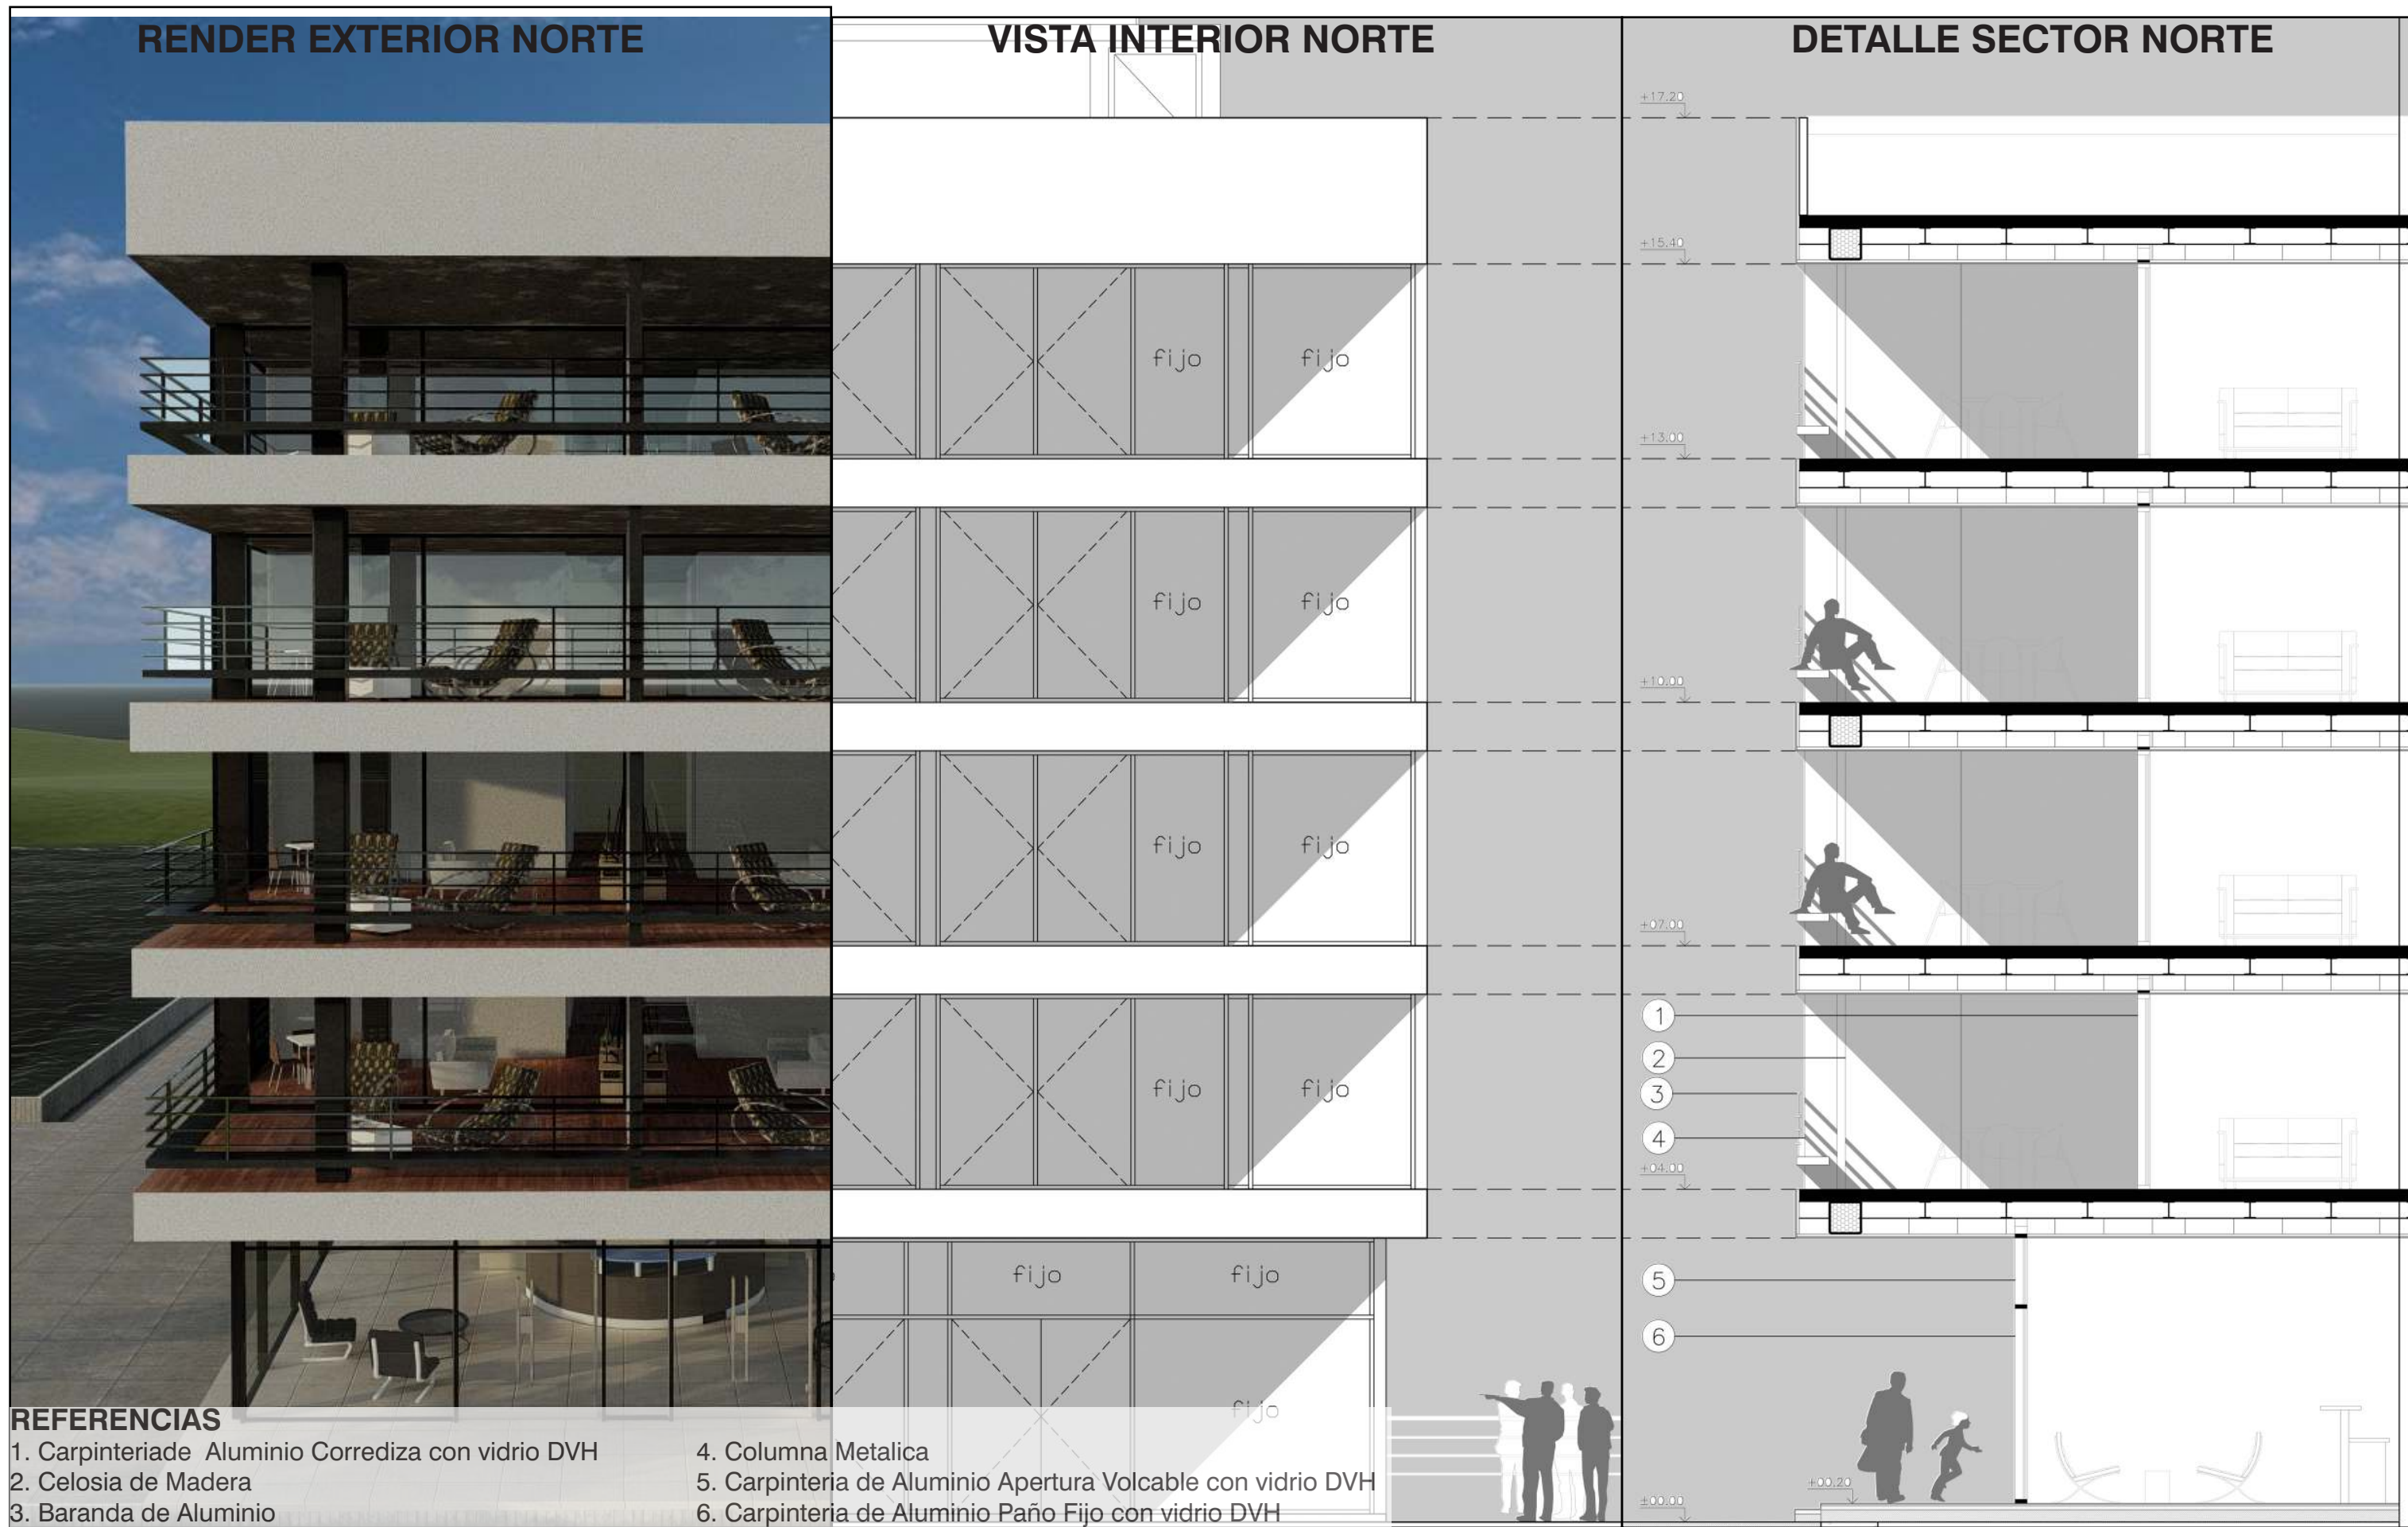 RENDER EXTERIOR NORTE
VISTA INTERIOR NORTE
DETALLE SECTOR NORTE
+17.20
+15.40
fijo fijo
+13.00
fijo fijo
+10.00
fijo fijo
+07.00
1
2
fijo fijo
3
4
+04.00
fijo fijo
5
6
fijo
+00.20
±00.00
REFERENCIAS
1. Carpinteriade Aluminio Corrediza con vidrio DVH
2. Celosia de Madera
3. Baranda de Aluminio
4. Columna Metalica
5. Carpinteria de Aluminio Apertura Volcable con vidrio DVH
6. Carpinteria de Aluminio Paño Fijo con vidrio DVH